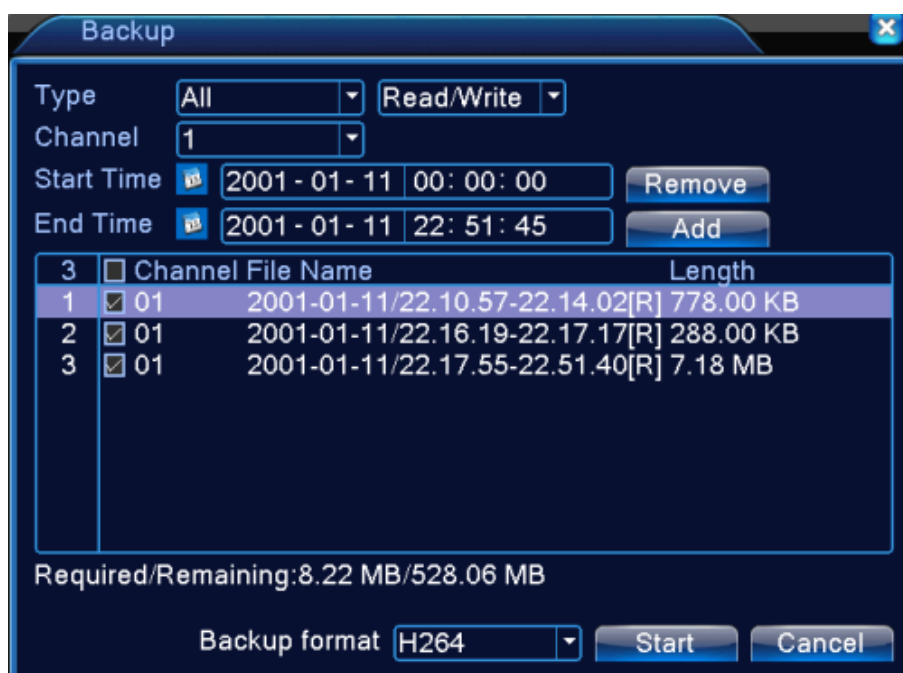 Backup
Type All Read/Write
Channel 1
Start Time 2001 - 01 - 11 00: 00: 00 Remove
End Time 2001 - 01 - 11 22: 51: 45 Add
3 Channel File Name Length
1 01 2001-01-11/22.10.57-22.14.02[R] 778.00 KB
2 01 2001-01-11/22.16.19-22.17.17[R] 288.00 KB
3 01 2001-01-11/22.17.55-22.51.40[R] 7.18 MB
Required/Remaining:8.22 MB/528.06 MB
Backup format H264 Start Cancel